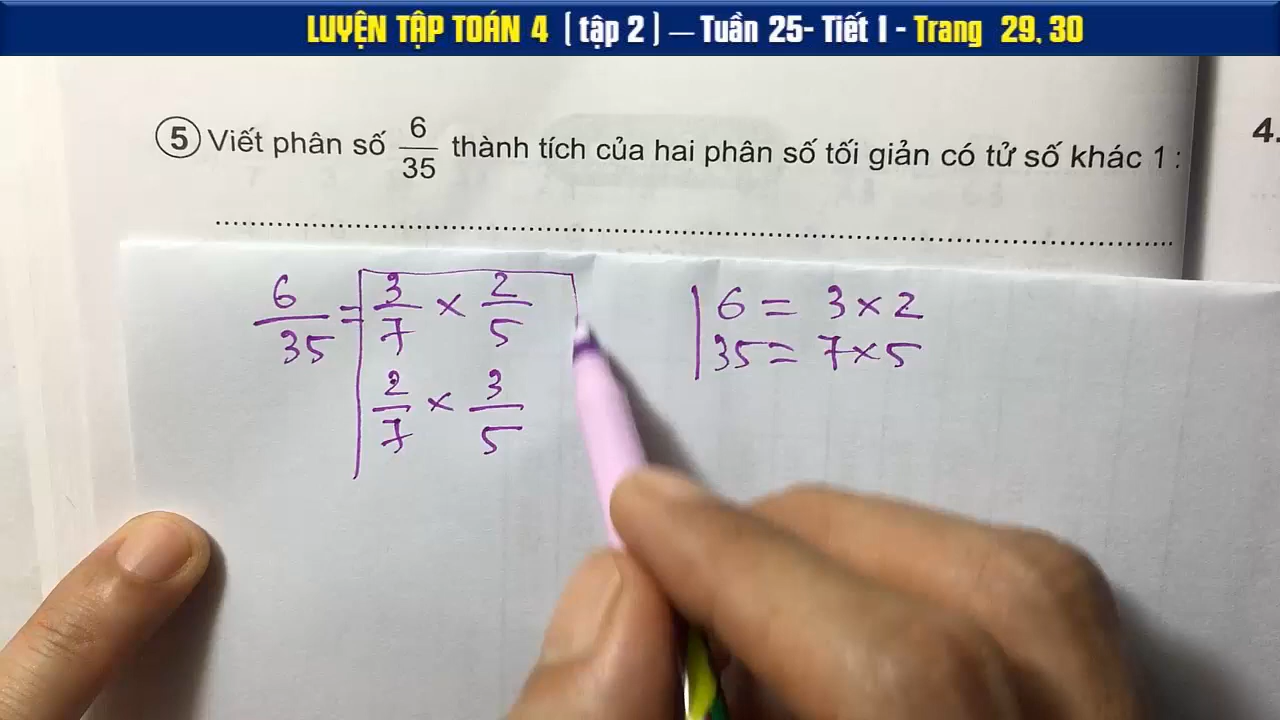 LUYỆN TẬP TOÁN 4 ( tập 2 ) — Tuần 25- Tiết 1 - Trang 29, 30
5 Viết phân số 6/35 thành tích của hai phân số tối giản có tử số khác 1 :
4.
6/35 = 3/7 × 2/5
2/7 × 3/5
6 = 3 × 2
35 = 7 × 5